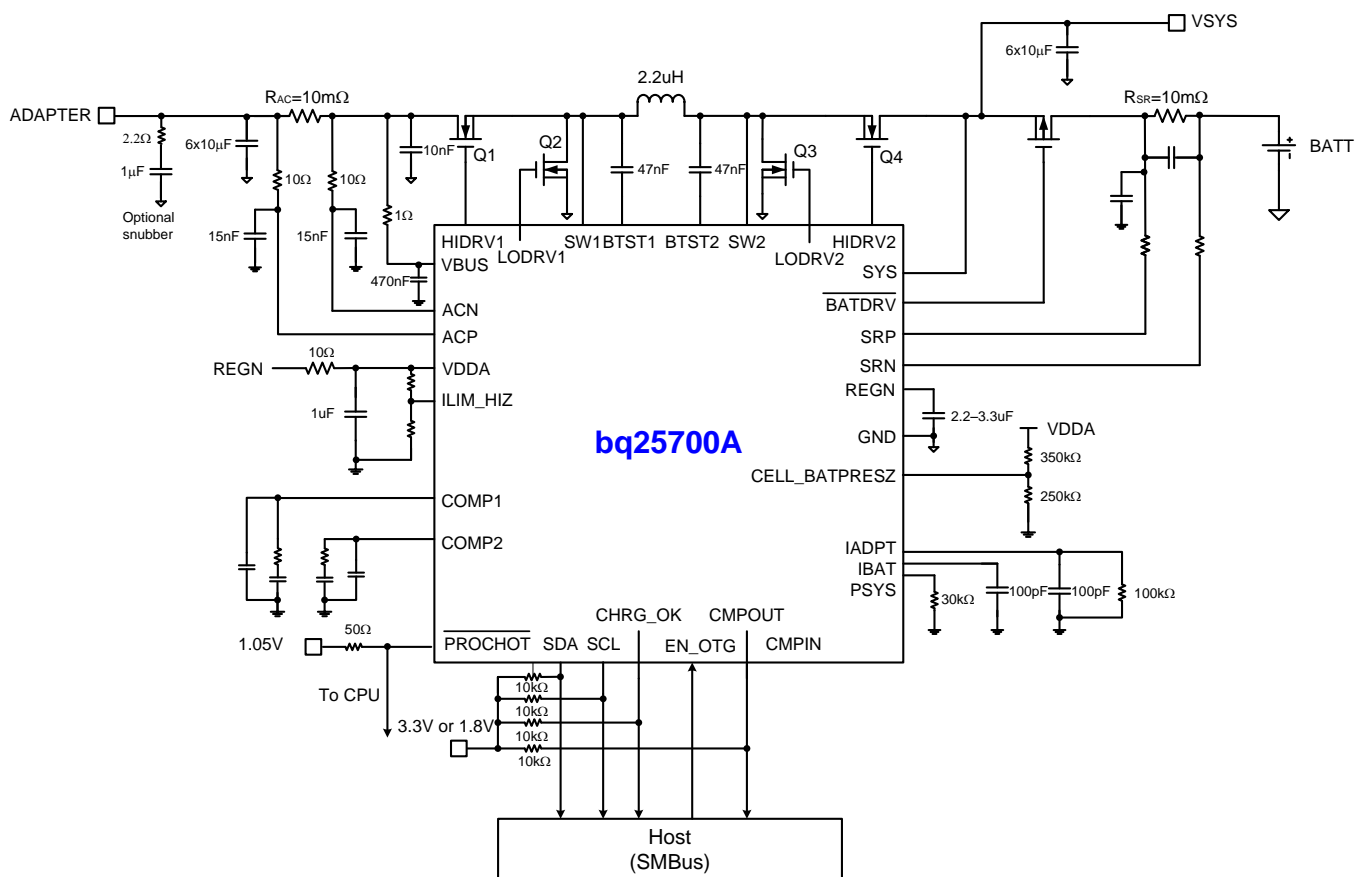 VSYS
6x10µF
2.2uH
RAC=10mΩ
RSR=10mΩ
ADAPTER
2.2Ω
6x10µF
10nF
Q1
Q2
Q3
Q4
BATT
1µF
10Ω
10Ω
47nF
47nF
1Ω
Optional
snubber
15nF
15nF
HIDRV1
SW1
BTST1
BTST2
SW2
HIDRV2
LODRV1
LODRV2
VBUS
SYS
470nF
BATDRV
ACN
ACP
SRP
10Ω
REGN
VDDA
SRN
ILIM_HIZ
REGN
1uF
2.2–3.3uF
GND
VDDA
bq25700A
350kΩ
CELL_BATPRESZ
250kΩ
COMP1
COMP2
IADPT
IBAT
PSYS
100pF
100pF
100kΩ
30kΩ
CHRG_OK
CMPOUT
50Ω
1.05V
PROCHOT
SDA
SCL
EN_OTG
CMPIN
To CPU
10kΩ
10kΩ
3.3V or 1.8V
10kΩ
10kΩ
Host
(SMBus)